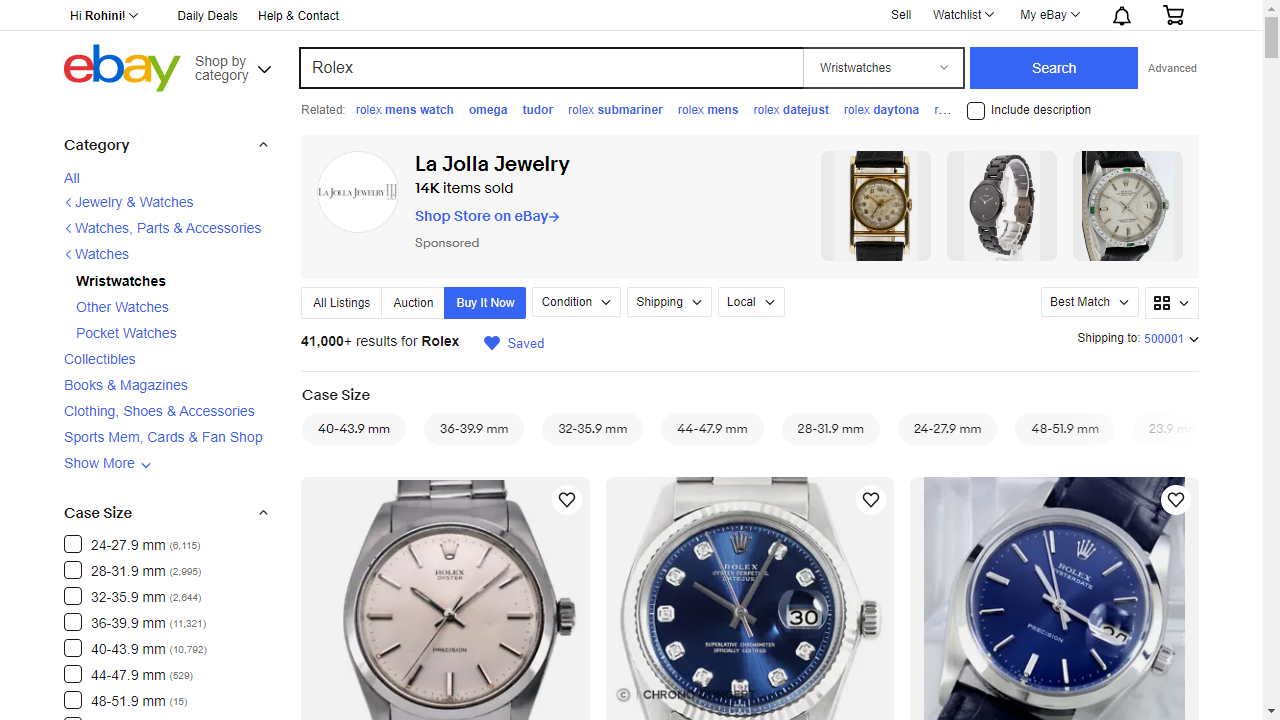 Hi Rohini!
Daily Deals
Help & Contact
Sell
Watchlist
My eBay
ebay
Shop by category
Rolex
Wristwatches
Search
Advanced
Related: rolex mens watch omega tudor rolex submariner rolex mens rolex datejust rolex daytona r...
Include description
Category
All
Jewelry & Watches
Watches, Parts & Accessories
Watches
Wristwatches
Other Watches
Pocket Watches
Collectibles
Books & Magazines
Clothing, Shoes & Accessories
Sports Mem, Cards & Fan Shop
Show More
Case Size
24-27.9 mm (6,115)
28-31.9 mm (2,995)
32-35.9 mm (2,644)
36-39.9 mm (11,321)
40-43.9 mm (10,792)
44-47.9 mm (529)
48-51.9 mm (15)
LA JOLLA JEWELRY
La Jolla Jewelry
14K items sold
Shop Store on eBay
Sponsored
All Listings
Auction
Buy It Now
Condition
Shipping
Local
Best Match
41,000+ results for Rolex
Saved
Shipping to: 500001
Case Size
40-43.9 mm
36-39.9 mm
32-35.9 mm
44-47.9 mm
28-31.9 mm
24-27.9 mm
48-51.9 mm
23.9 mm
ROLEX
OYSTER
PRECISION
ROLEX
OYSTER PERPETUAL
DATEJUST
30
SUPERLATIVE CHRONOMETER
OFFICIALLY CERTIFIED
ROLEX
OYSTERDATE
PRECISION